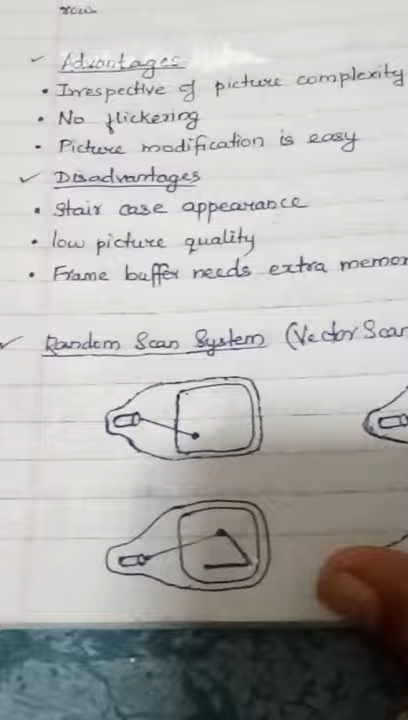 row.
✓ Advantages
• Irrespective of picture complexity
• No flickering
• Picture modification is easy
✓ Disadvantages
• Stair case appearance
• low picture quality
• Frame buffer needs extra memor
✓ Random Scan System (Vector Scan